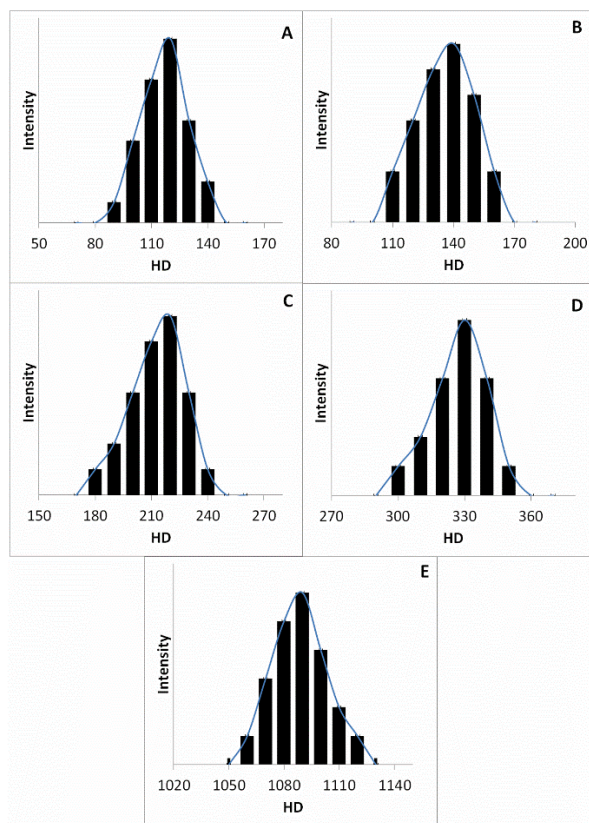 A
Intensity
50 80 110 140 170
HD
B
Intensity
80 110 140 170 200
HD
C
Intensity
150 180 210 240 270
HD
D
Intensity
270 300 330 360
HD
E
Intensity
1020 1050 1080 1110 1140
HD